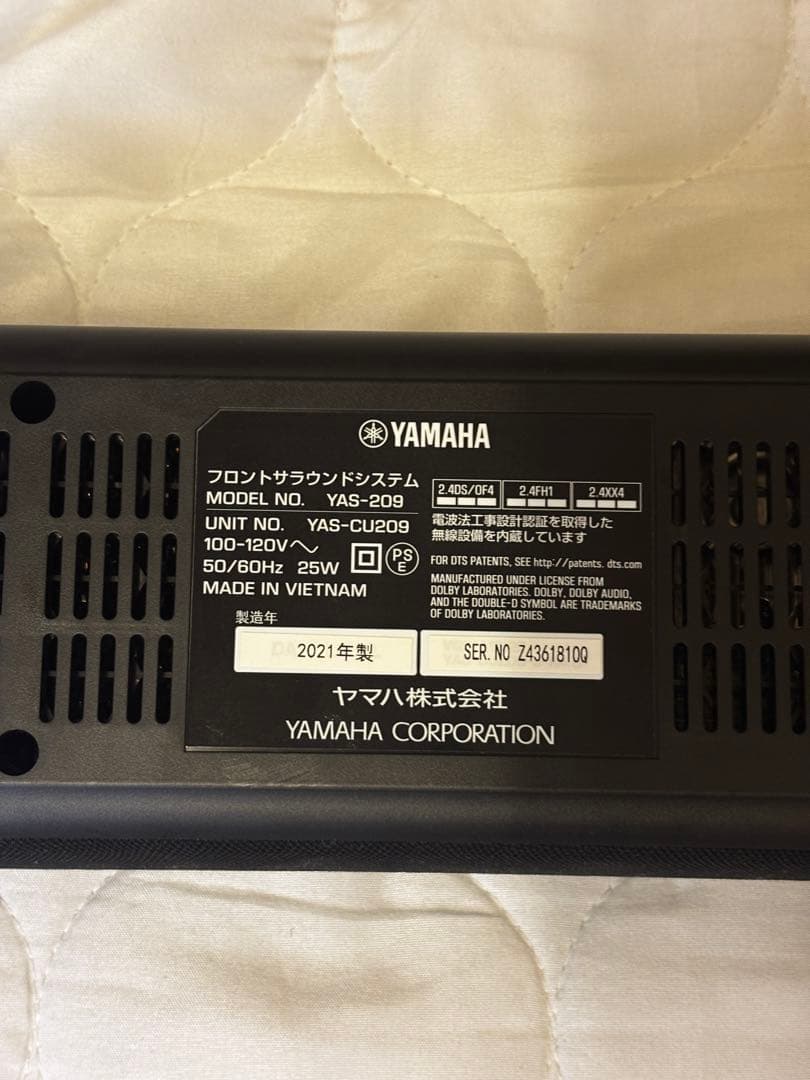 YAMAHA
フロントサラウンドシステム
MODEL NO. YAS-209
UNIT NO. YAS-CU209
100-120V～
50/60Hz 25W
PS
E
MADE IN VIETNAM
2.4DS/OF4 2.4FH1 2.4XX4
電波法工事設計認証を取得した
無線設備を内蔵しています
FOR DTS PATENTS, SEE http://patents.dts.com
MANUFACTURED UNDER LICENSE FROM
DOLBY LABORATORIES. DOLBY, DOLBY AUDIO,
AND THE DOUBLE-D SYMBOL ARE TRADEMARKS
OF DOLBY LABORATORIES.
製造年
2021年製
SER. NO Z4361810Q
ヤマハ株式会社
YAMAHA CORPORATION